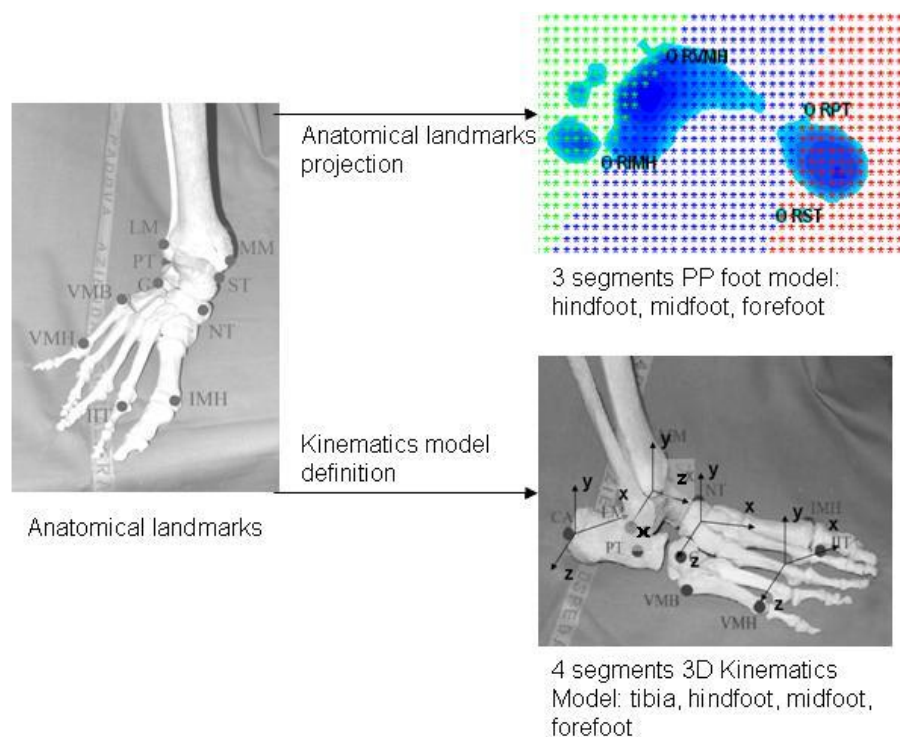 Anatomical landmarks
projection
O RVMH
O RPT
O RIMH
O RST
3 segments PP foot model:
hindfoot, midfoot, forefoot
LM
MM
PT
G
ST
VMB
NT
VMH
IMH
IIT
Kinematics model
definition
Anatomical landmarks
y
z
NT
y
x
y
x
IMH
y
CA
LM
x
x
IIT
PT
z
z
VMB
z
VMH
4 segments 3D Kinematics
Model: tibia, hindfoot, midfoot,
forefoot